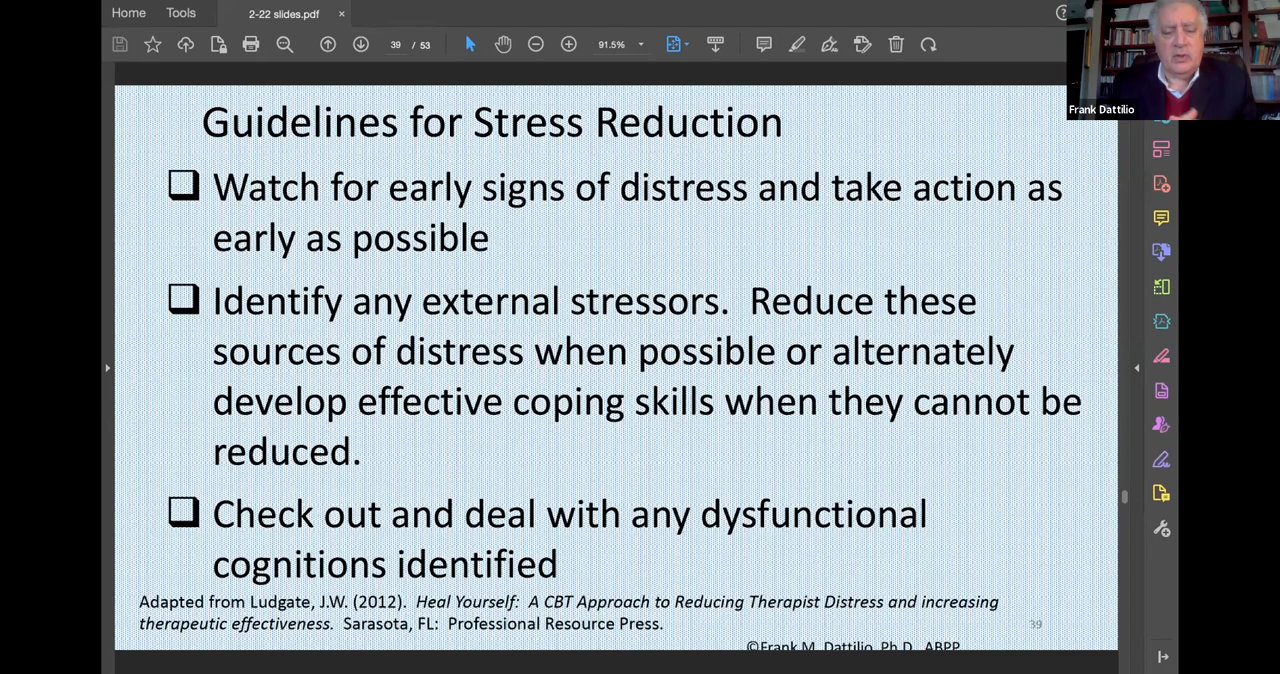 Home Tools 2-22 slides.pdf ×
39 / 53 91.5%
Frank Dattilio
Guidelines for Stress Reduction
Watch for early signs of distress and take action as
early as possible
Identify any external stressors. Reduce these
sources of distress when possible or alternately
develop effective coping skills when they cannot be
reduced.
Check out and deal with any dysfunctional
cognitions identified
Adapted from Ludgate, J.W. (2012). Heal Yourself: A CBT Approach to Reducing Therapist Distress and increasing
therapeutic effectiveness. Sarasota, FL: Professional Resource Press.
39
©Frank M. Dattilio, Ph.D., ABPP